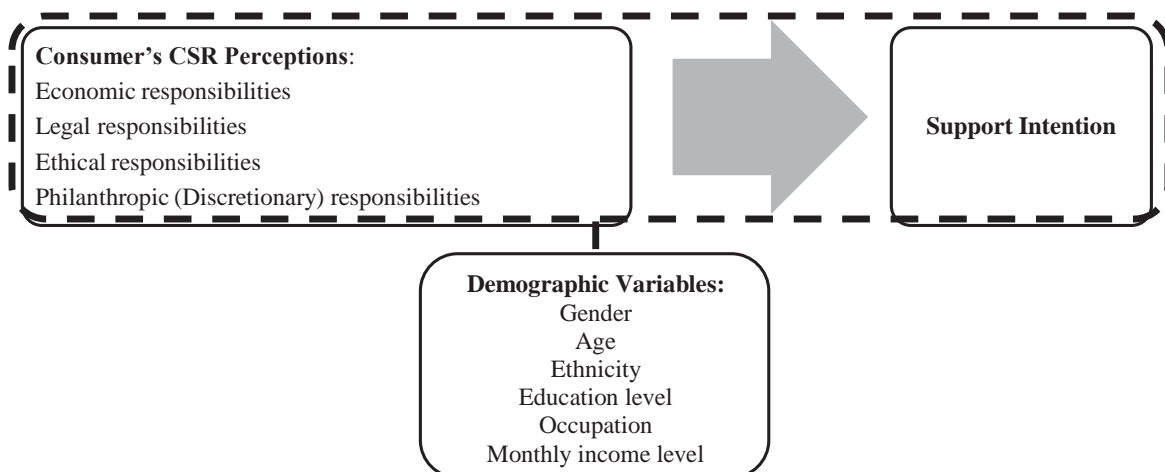 Consumer’s CSR Perceptions:
Economic responsibilities
Legal responsibilities
Ethical responsibilities
Philanthropic (Discretionary) responsibilities
Support Intention
Demographic Variables:
Gender
Age
Ethnicity
Education level
Occupation
Monthly income level